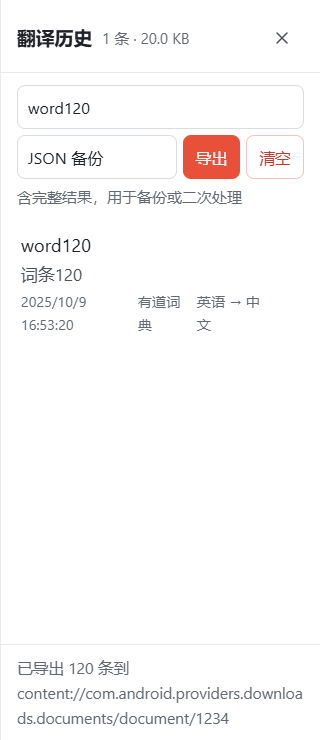 翻译历史 1 条 · 20.0 KB
word120
JSON 备份 导出 清空
含完整结果，用于备份或二次处理
word120
词条120
2025/10/9 有道词 英语 → 中
16:53:20 典 文
已导出 120 条到
content://com.android.providers.downloa
ds.documents/document/1234